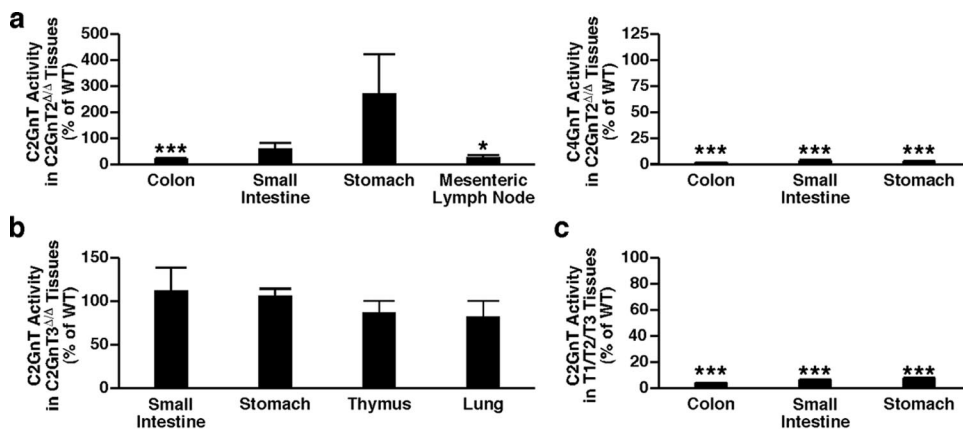 a
C2GnT Activity
in C2GnT2Δ/Δ Tissues
(% of WT)
500
400
300
200
100
0
***
*
Colon
Small
Intestine
Stomach
Mesenteric
Lymph Node
C4GnT Activity
in C2GnT2Δ/Δ Tissues
(% of WT)
125
100
75
50
25
0
***
***
***
Colon
Small
Intestine
Stomach
b
C2GnT Activity
in C2GnT3Δ/Δ Tissues
(% of WT)
150
100
50
0
Small
Intestine
Stomach
Thymus
Lung
c
C2GnT Activity
in T1/T2/T3 Tissues
(% of WT)
100
80
60
40
20
0
***
***
***
Colon
Small
Intestine
Stomach